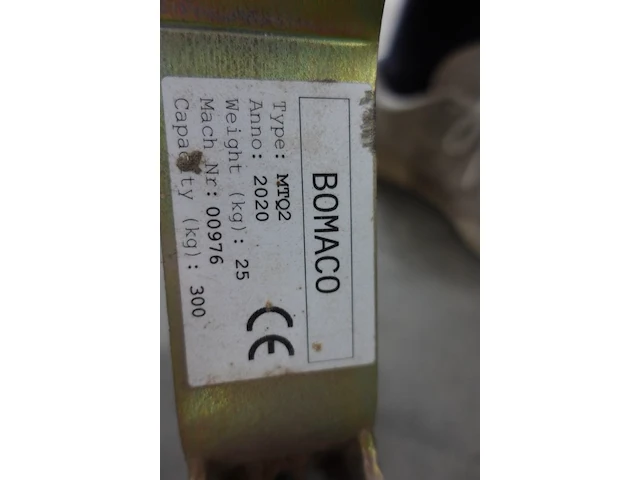 BOMACO
Type: MTQ2
Anno: 2020
Weight (kg): 25
Mach Nr: 00976
Capacity (kg): 300
CE